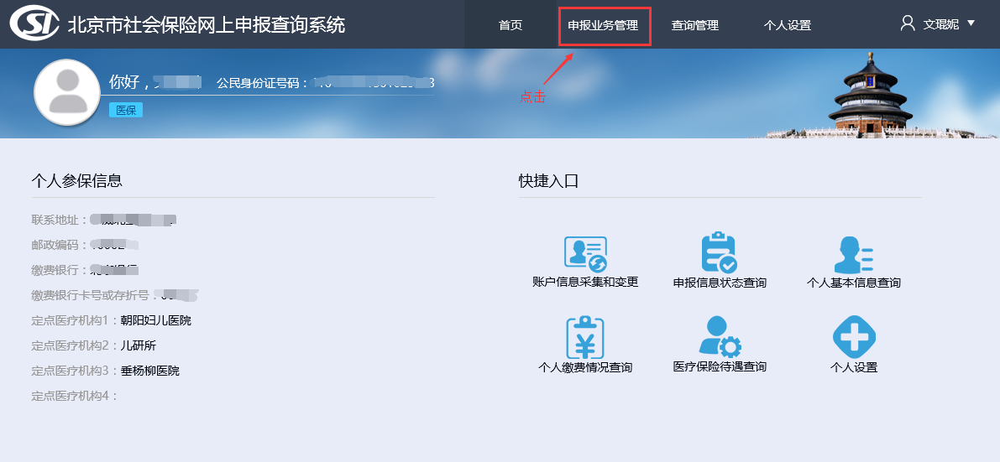 CSI 北京市社会保险网上申报查询系统 首页 申报业务管理 查询管理 个人设置 文琨妮
你好， 公民身份证号码：
医保
点击
个人参保信息
联系地址：
邮政编码：
缴费银行：
缴费银行卡号或存折号：
定点医疗机构1：朝阳妇儿医院
定点医疗机构2：儿研所
定点医疗机构3：垂杨柳医院
定点医疗机构4：
快捷入口
账户信息采集和变更 申报信息状态查询 个人基本信息查询
个人缴费情况查询 医疗保险待遇查询 个人设置